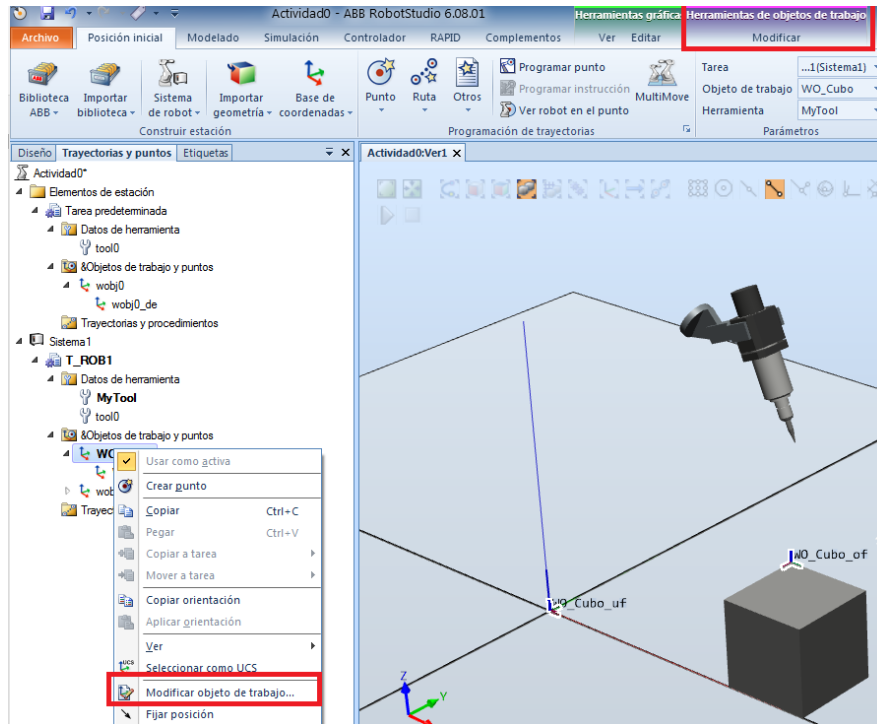 Actividad0 - ABB RobotStudio 6.08.01
Herramientas gráficas
Herramientas de objetos de trabajo
Archivo Posición inicial Modelado Simulación Controlador RAPID Complementos Ver Editar Modificar
Biblioteca ABB
Importar biblioteca
Sistema de robot
Importar geometría
Base de coordenadas
Construir estación
Punto
Ruta
Otros
Programar punto
Programar instrucción
Ver robot en el punto
MultiMove
Programación de trayectorias
Tarea ...1(Sistema1)
Objeto de trabajo WO_Cubo
Herramienta MyTool
Parámetros
Diseño Trayectorias y puntos Etiquetas
Actividad0:Ver1 X
Actividad0*
Elementos de estación
Tarea predeterminada
Datos de herramienta
tool0
&Objetos de trabajo y puntos
wobj0
wobj0_de
Trayectorias y procedimientos
Sistema1
T_ROB1
Datos de herramienta
MyTool
tool0
&Objetos de trabajo y puntos
Usar como activa
Crear punto
Copiar Ctrl+C
Pegar Ctrl+V
Copiar a tarea
Mover a tarea
Copiar orientación
Aplicar orientación
Ver
Seleccionar como UCS
Modificar objeto de trabajo...
Fijar posición
WO_Cubo_of
WO_Cubo_uf
Z
Y